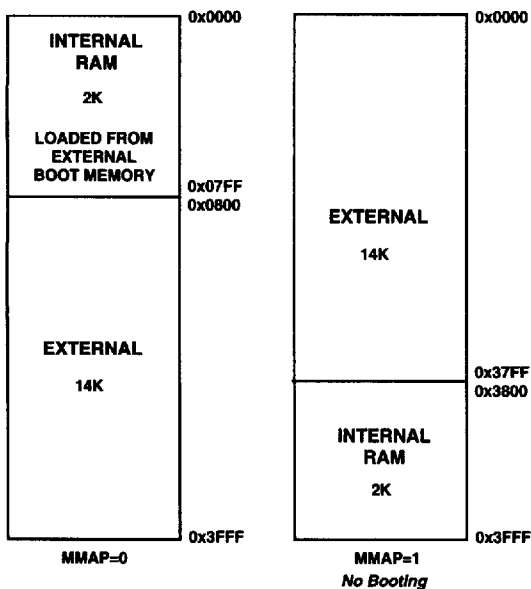 0x0000
INTERNAL
RAM
2K
LOADED FROM
EXTERNAL
BOOT MEMORY
0x07FF
0x0800
EXTERNAL
14K
0x3FFF
MMAP=0
0x0000
EXTERNAL
14K
0x37FF
0x3800
INTERNAL
RAM
2K
0x3FFF
MMAP=1
No Booting